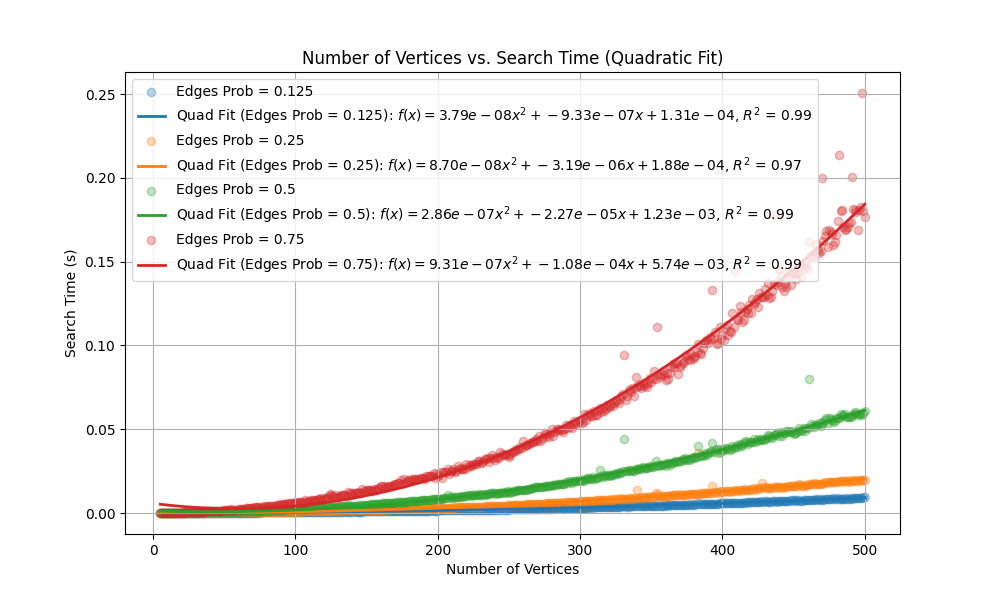 Number of Vertices vs. Search Time (Quadratic Fit)
Edges Prob = 0.125
Quad Fit (Edges Prob = 0.125): f(x) = 3.79e − 08x² + −9.33e − 07x + 1.31e − 04, R² = 0.99
Edges Prob = 0.25
Quad Fit (Edges Prob = 0.25): f(x) = 8.70e − 08x² + −3.19e − 06x + 1.88e − 04, R² = 0.97
Edges Prob = 0.5
Quad Fit (Edges Prob = 0.5): f(x) = 2.86e − 07x² + −2.27e − 05x + 1.23e − 03, R² = 0.99
Edges Prob = 0.75
Quad Fit (Edges Prob = 0.75): f(x) = 9.31e − 07x² + −1.08e − 04x + 5.74e − 03, R² = 0.99
Search Time (s)
0.25
0.20
0.15
0.10
0.05
0.00
0 100 200 300 400 500
Number of Vertices